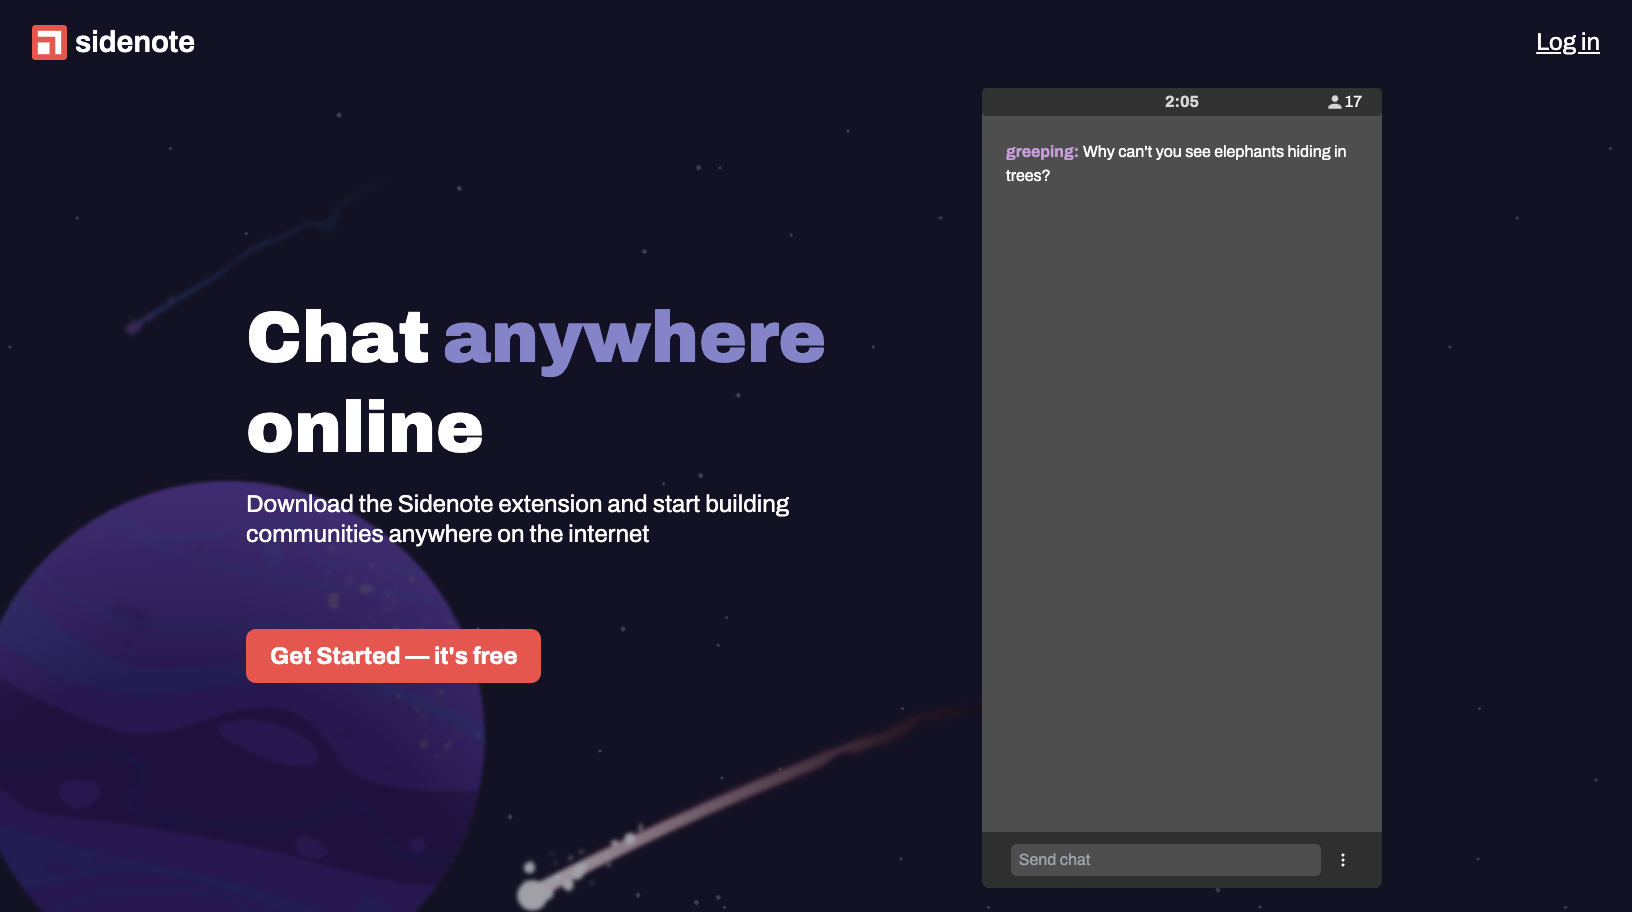 sidenote
Log in
2:05
17
greeping: Why can't you see elephants hiding in
trees?
Chat anywhere
online
Download the Sidenote extension and start building
communities anywhere on the internet
Get Started — it's free
Send chat